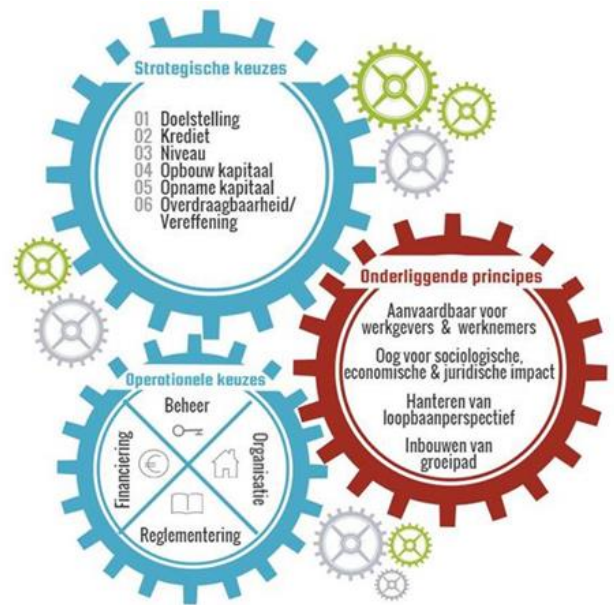 Strategische keuzes
01 Doelstelling
02 Krediet
03 Niveau
04 Opbouw kapitaal
05 Opname kapitaal
06 Overdraagbaarheid/
Vereffening
Onderliggende principes
Aanvaardbaar voor
werkgevers & werknemers
Oog voor sociologische,
economische & juridische impact
Hanteren van
loopbaanperspectief
Inbouwen van
groeipad
Operationele keuzes
Beheer
Financiering
Organisatie
Reglementering